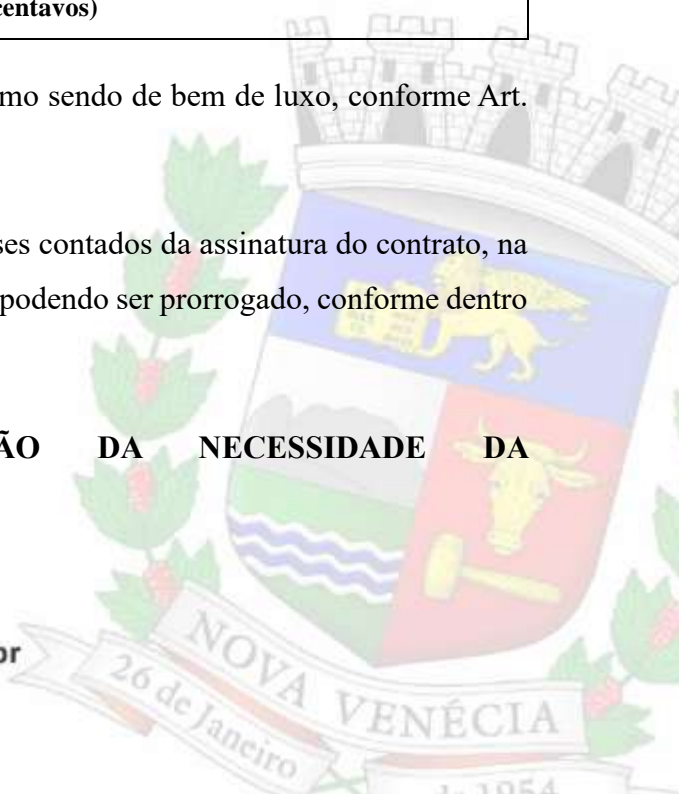 centavos)
mo sendo de bem de luxo, conforme Art.
ses contados da assinatura do contrato, na
podendo ser prorrogado, conforme dentro
ÃO DA NECESSIDADE DA
or
NOVA VENÉCIA
26 de Janeiro
de 1954